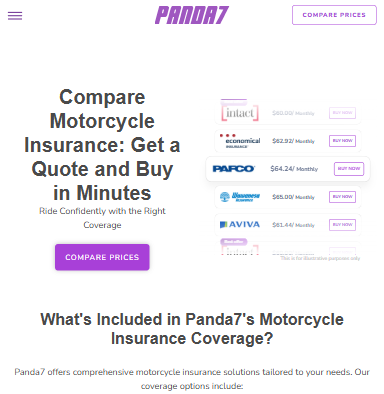 PANDA7
COMPARE PRICES
Compare
Motorcycle
Insurance: Get a
Quote and Buy
in Minutes
Ride Confidently with the Right
Coverage
COMPARE PRICES
intact
$60.00/ Monthly
BUY NOW
economical
INSURANCE
$62.92/ Monthly
BUY NOW
PAFCO
$64.24/ Monthly
BUY NOW
Wawanesa
Insurance
$65.00/ Monthly
BUY NOW
AVIVA
$61.44/ Monthly
BUY NOW
intact
This is for illustrative purposes only.
What's Included in Panda7's Motorcycle
Insurance Coverage?
Panda7 offers comprehensive motorcycle insurance solutions tailored to your needs. Our
coverage options include: